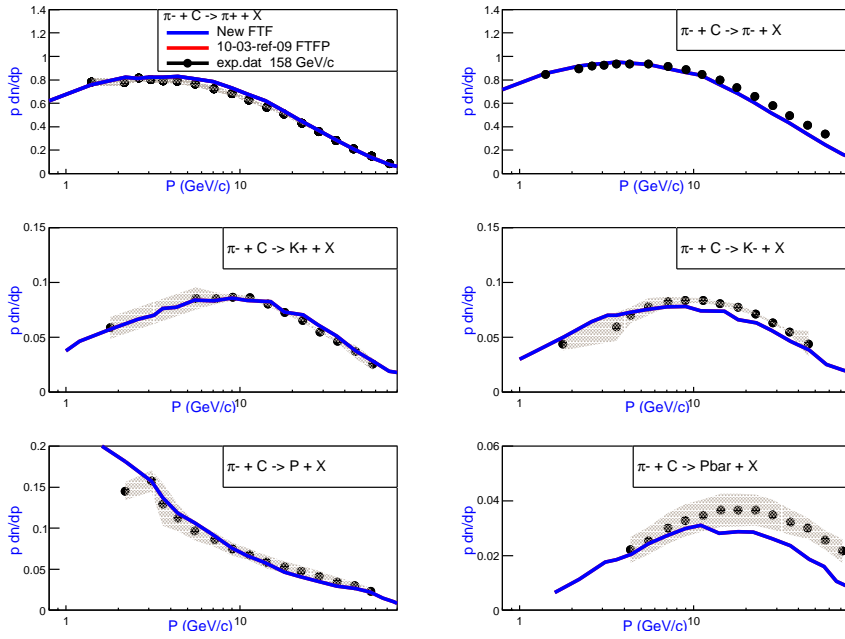 π- + C -> π+ + X
New FTF
10-03-ref-09 FTFP
exp.dat 158 GeV/c
p dn/dp
1.4
1.2
1
0.8
0.6
0.4
0.2
0
1
10
P (GeV/c)
π- + C -> π- + X
p dn/dp
1.4
1.2
1
0.8
0.6
0.4
0.2
0
1
10
P (GeV/c)
π- + C -> K+ + X
p dn/dp
0.15
0.1
0.05
0
1
10
P (GeV/c)
π- + C -> K- + X
p dn/dp
0.15
0.1
0.05
0
1
10
P (GeV/c)
π- + C -> P + X
p dn/dp
0.2
0.15
0.1
0.05
0
1
10
P (GeV/c)
π- + C -> Pbar + X
p dn/dp
0.06
0.04
0.02
0
1
10
P (GeV/c)